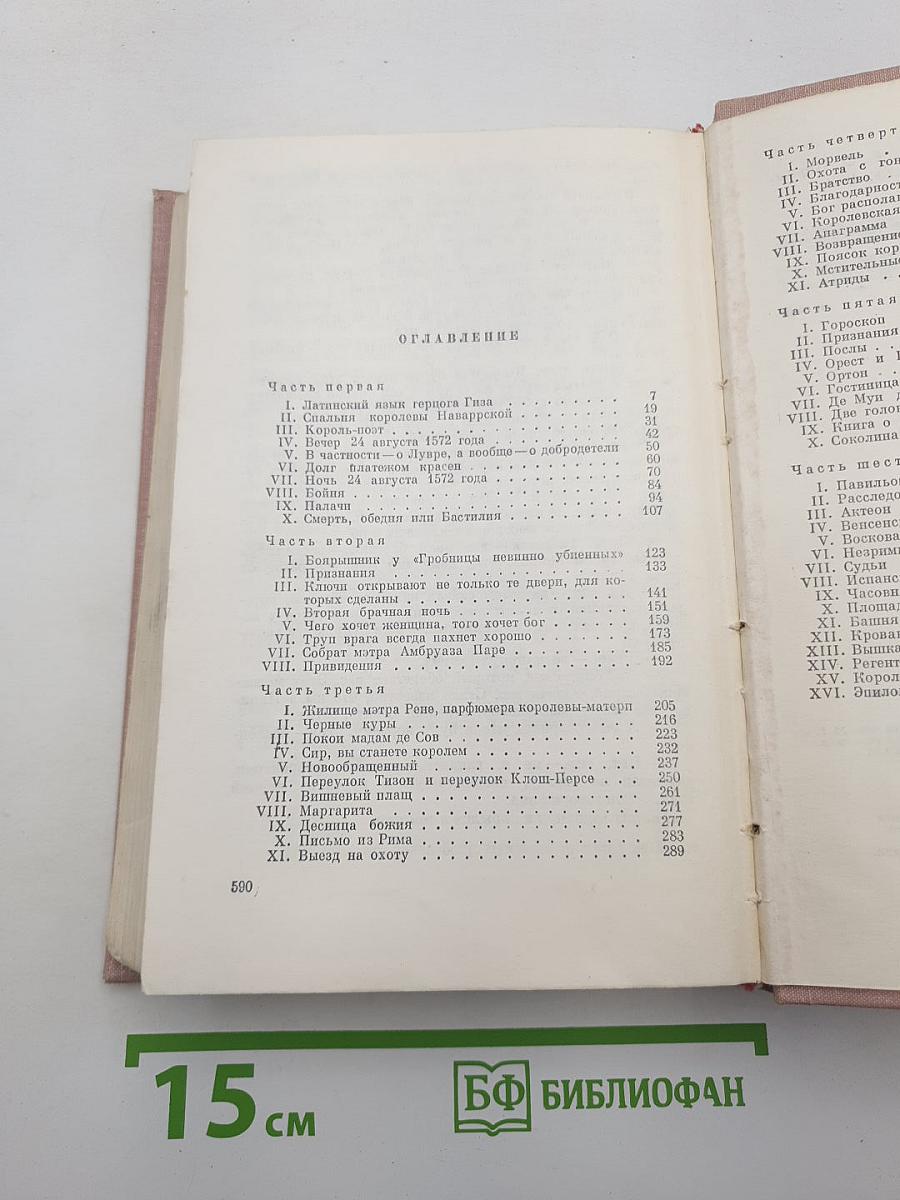 ОГЛАВЛЕНИЕ
Часть первая
I. Латинский язык герцога Гиза . . . . . . . . . 7
II. Спальня королевы Наваррской . . . . . . . . 19
III. Король-поэт . . . . . . . . . . . . . . . . . 31
IV. Вечер 24 августа 1572 года . . . . . . . . . . 42
V. В частности — о Лувре, а вообще — о добродетели 50
VI. Долг платежом красен . . . . . . . . . . . . 60
VII. Ночь 24 августа 1572 года . . . . . . . . . . 70
VIII. Бойня . . . . . . . . . . . . . . . . . . . . 84
IX. Палачи . . . . . . . . . . . . . . . . . . . 94
X. Смерть, обедня или Бастилия . . . . . . . . 107
Часть вторая
I. Боярышник у «Гробницы невинно убиенных» 123
II. Признания . . . . . . . . . . . . . . . . . 133
III. Ключи открывают не только те двери, для ко-
торых сделаны . . . . . . . . . . . . . . 141
IV. Вторая брачная ночь . . . . . . . . . . . . . 151
V. Чего хочет женщина, того хочет бог . . . . . . 159
VI. Труп врага всегда пахнет хорошо . . . . . . . 173
VII. Собрат мэтра Амбруаза Паре . . . . . . . . . 185
VIII. Привидения . . . . . . . . . . . . . . . . . 192
Часть третья
I. Жилище мэтра Рене, парфюмера королевы-матери 205
II. Черные куры . . . . . . . . . . . . . . . . 216
III. Покои мадам де Сов . . . . . . . . . . . . . 223
IV. Сир, вы станете королем . . . . . . . . . . . 232
V. Новообращенный . . . . . . . . . . . . . . . 237
VI. Переулок Тизон и переулок Клош-Персе . . . 250
VII. Вишневый плащ . . . . . . . . . . . . . . . 261
VIII. Маргарита . . . . . . . . . . . . . . . . . 271
IX. Десница божия . . . . . . . . . . . . . . . 277
X. Письмо из Рима . . . . . . . . . . . . . . . 283
XI. Выезд на охоту . . . . . . . . . . . . . . . 289
590
Часть четверт
I. Морвель .
II. Охота с гон
III. Братство .
IV. Благодарност
V. Бог располаг
VI. Королевская
VII. Анаграмма
VIII. Возвращение
IX. Поясок кор
X. Мстительные
XI. Атриды . .
Часть пятая
I. Гороскоп
II. Признания
III. Послы . .
IV. Орест и
V. Ортон . .
VI. Гостиница
VII. Де Муи д
VIII. Две голов
IX. Книга о
X. Соколина
Часть шест
I. Павильон
II. Расследо
III. Актеон
IV. Венсенс
V. Воскова
VI. Незрим
VII. Судьи
VIII. Испанс
IX. Часовн
X. Площад
XI. Башня
XII. Крова
XIII. Вышка
XIV. Регент
XV. Корол
XVI. Эпило
15 см
БФ БИБЛИОФАН